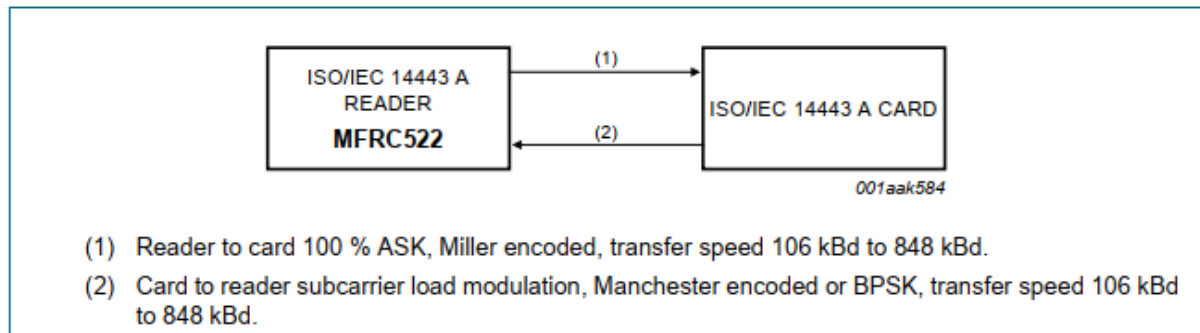 (1)
ISO/IEC 14443 A
READER
MFRC522
ISO/IEC 14443 A CARD
(2)
001aak584
(1) Reader to card 100 % ASK, Miller encoded, transfer speed 106 kBd to 848 kBd.
(2) Card to reader subcarrier load modulation, Manchester encoded or BPSK, transfer speed 106 kBd
to 848 kBd.